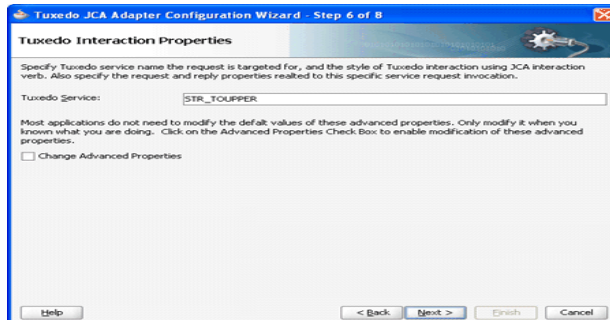 Tuxedo JCA Adapter Configuration Wizard - Step 6 of 8
Tuxedo Interaction Properties
Specify Tuxedo service name the request is targeted for, and the style of Tuxedo interaction using JCA interaction
verb. Also specify the request and reply properties realted to this specific service request invocation.
Tuxedo Service: STR_TOUPPER
Most applications do not need to modify the defalt values of these advanced properties. Only modify it when you
known what you are doing. Click on the Advanced Properties Check Box to enable modification of these advanced
properties.
Change Advanced Properties
Help < Back Next > Finish Cancel